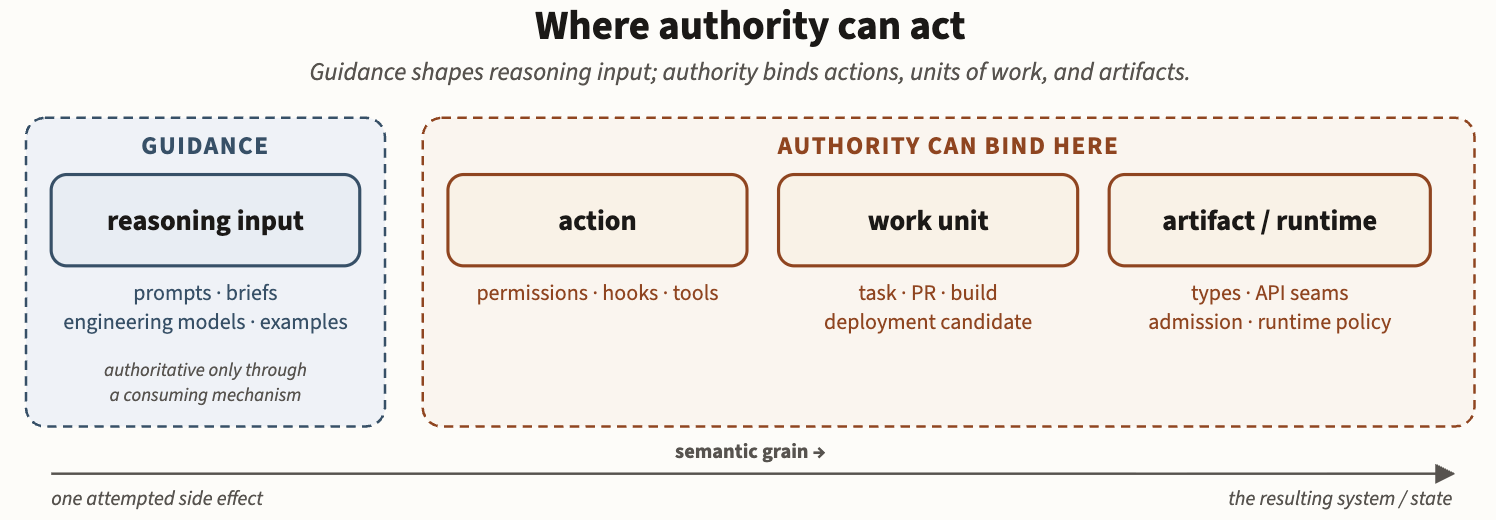 Where authority can act
Guidance shapes reasoning input; authority binds actions, units of work, and artifacts.
GUIDANCE
reasoning input
prompts · briefs
engineering models · examples
authoritative only through
a consuming mechanism
AUTHORITY CAN BIND HERE
action
permissions · hooks · tools
work unit
task · PR · build
deployment candidate
artifact / runtime
types · API seams
admission · runtime policy
semantic grain →
one attempted side effect
the resulting system / state